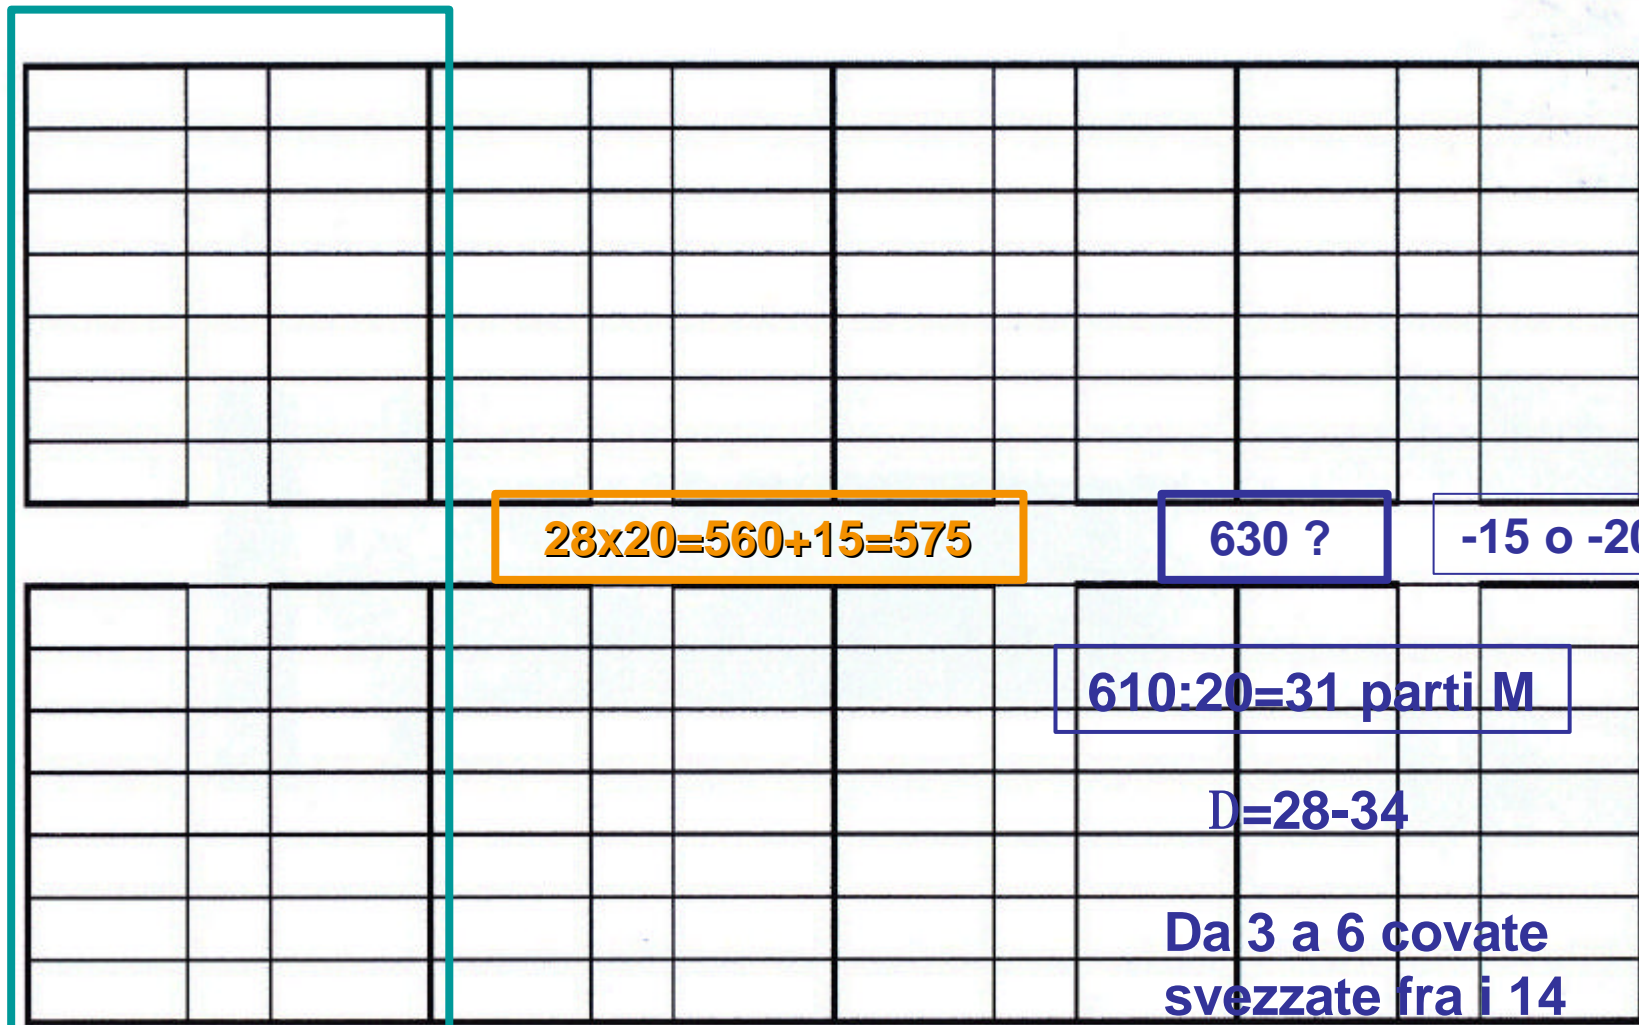 28x20=560+15=575
630 ?
-15 o -20
610:20=31 parti M
D=28-34
Da 3 a 6 covate
svezzate fra i 14